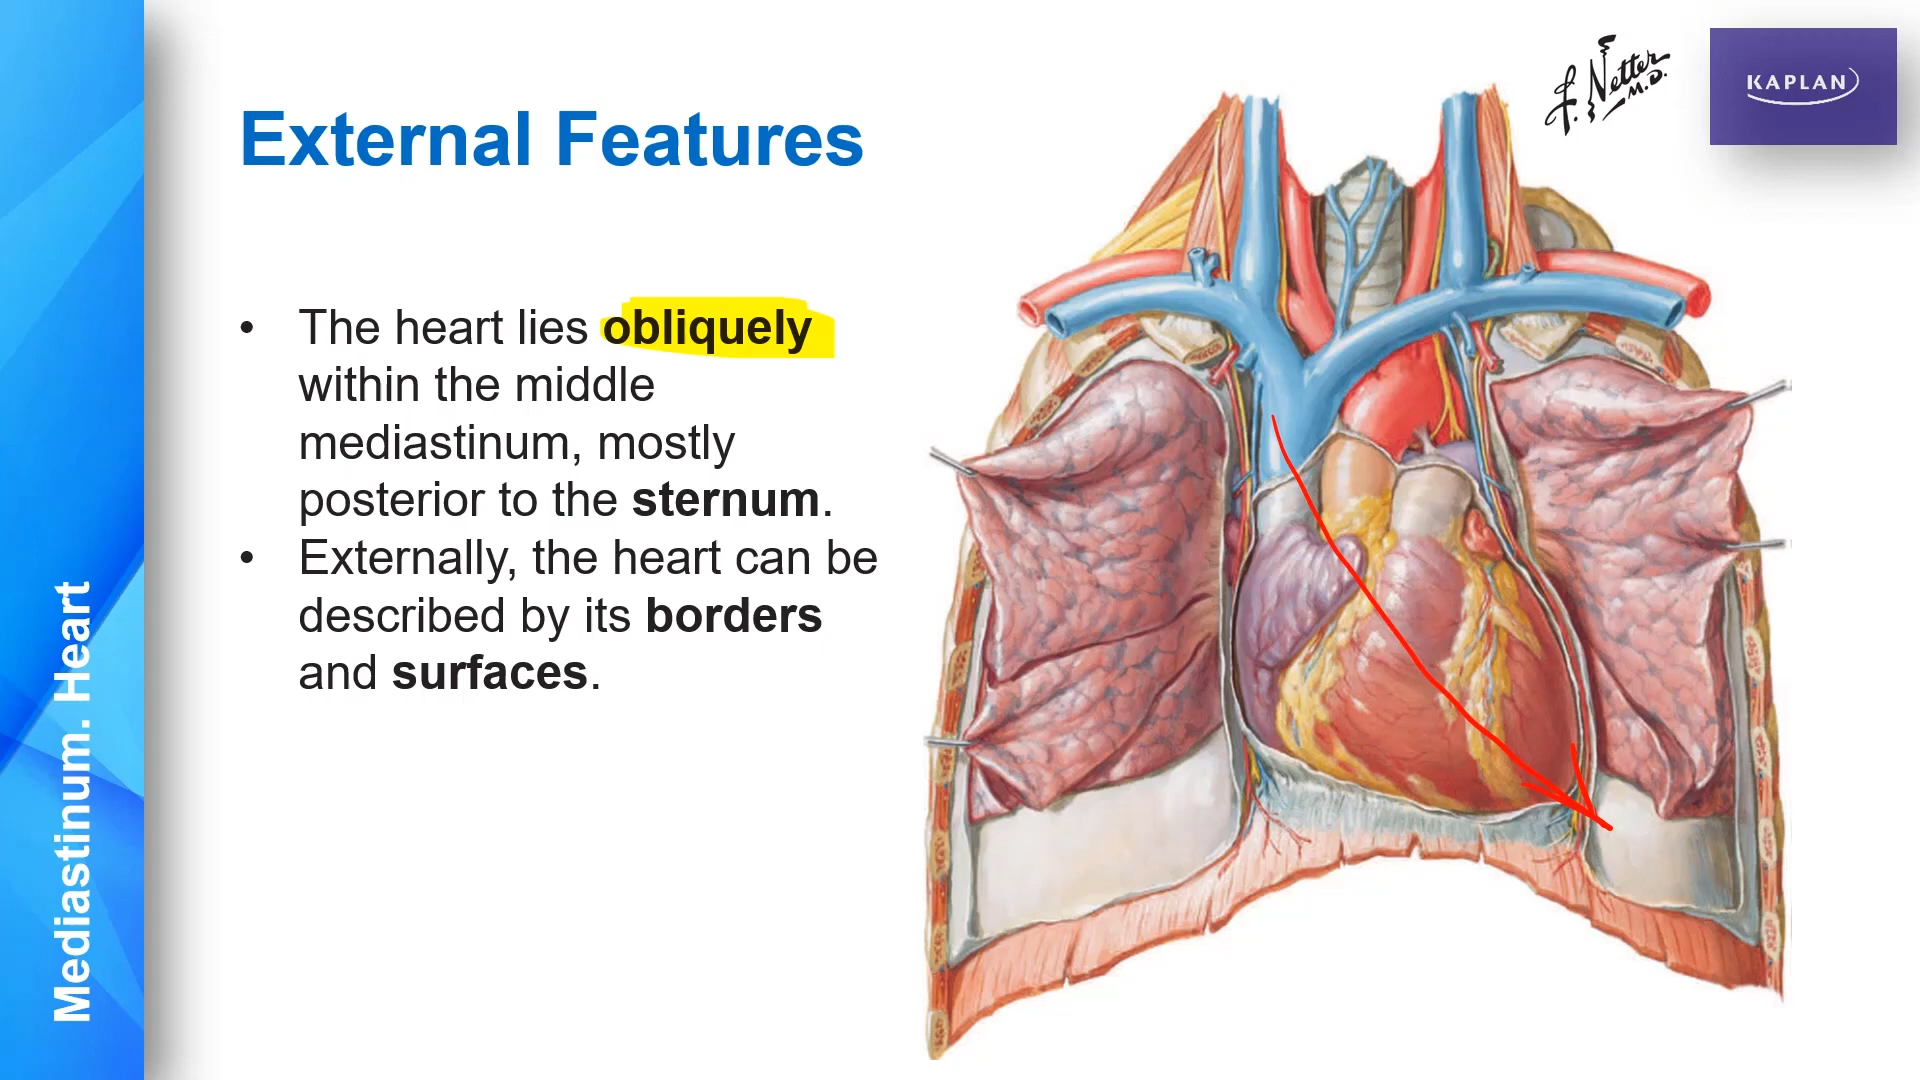 F. Netter
M.D.
KAPLAN
External Features
• The heart lies obliquely
within the middle
mediastinum, mostly
posterior to the sternum.
• Externally, the heart can be
described by its borders
and surfaces.
Mediastinum. Heart